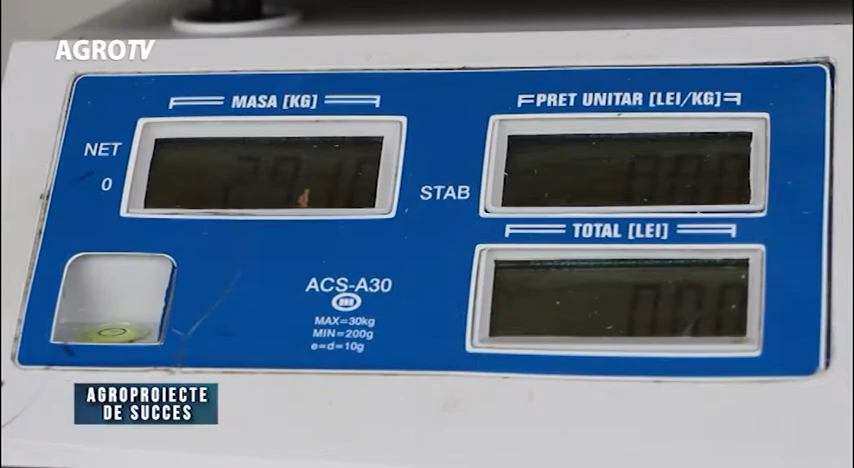 AGROTV
MASA [KG]
PRET UNITAR [LEI/KG]
NET
0
STAB
TOTAL [LEI]
ACS-A30
MAX=30kg
MIN=200g
e=d=10g
AGROPROIECTE
DE SUCCES